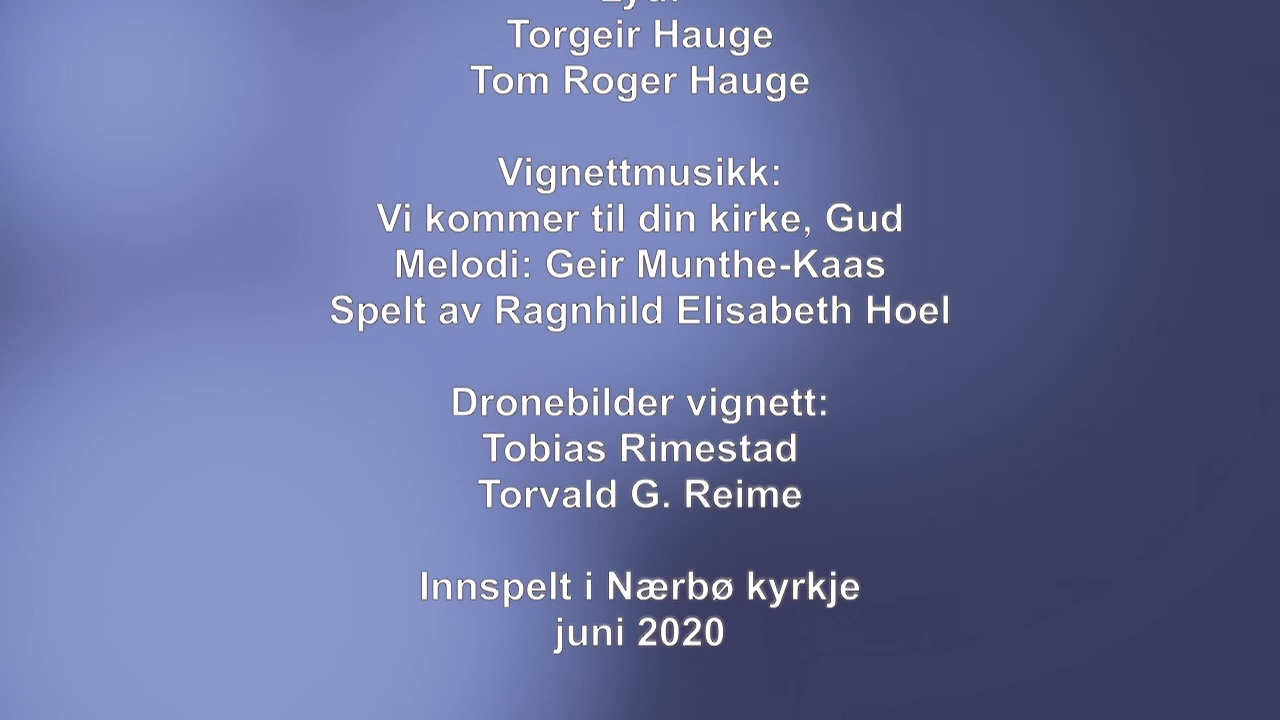 Torgeir Hauge
Tom Roger Hauge
Vignettmusikk:
Vi kommer til din kirke, Gud
Melodi: Geir Munthe-Kaas
Spelt av Ragnhild Elisabeth Hoel
Dronebilder vignett:
Tobias Rimestad
Torvald G. Reime
Innspelt i Nærbø kyrkje
juni 2020